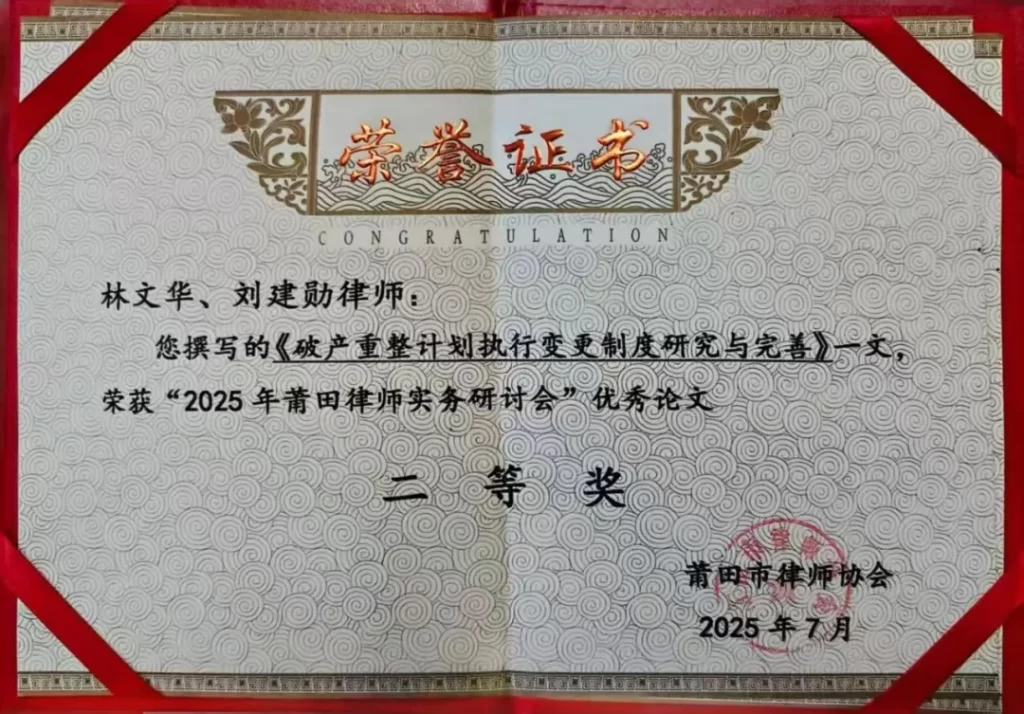 荣誉证书
CONGRATULATION
林文华、刘建勋律师：
您撰写的《破产重整计划执行变更制度研究与完善》一文，
荣获“2025年莆田律师实务研讨会”优秀论文
二等奖
莆田市律师协会
2025年7月